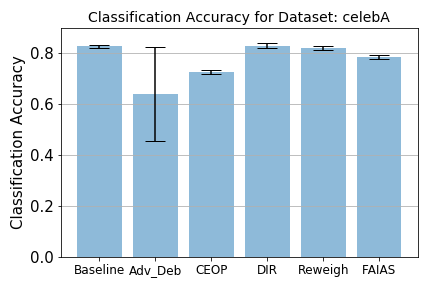 Classification Accuracy for Dataset: celebA
Classification Accuracy
0.8
0.6
0.4
0.2
0.0
Baseline Adv_Deb CEOP DIR Reweigh FAIAS